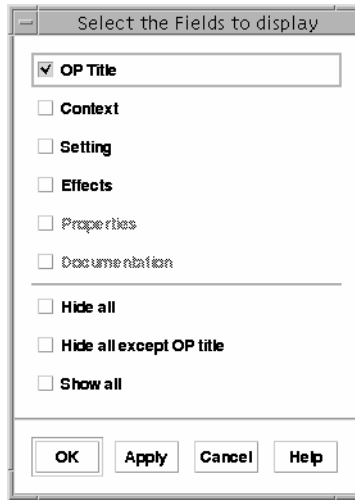 Select the Fields to display
OP Title
Context
Setting
Effects
Properties
Documentation
Hide all
Hide all except OP title
Show all
OK Apply Cancel Help